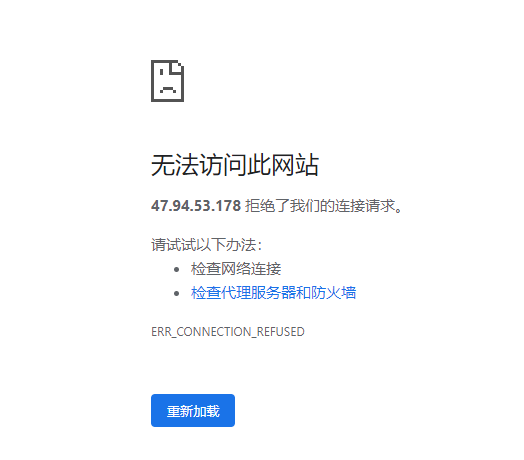 无法访问此网站
47.94.53.178 拒绝了我们的连接请求。
请试试以下办法：
检查网络连接
检查代理服务器和防火墙
ERR_CONNECTION_REFUSED
重新加载